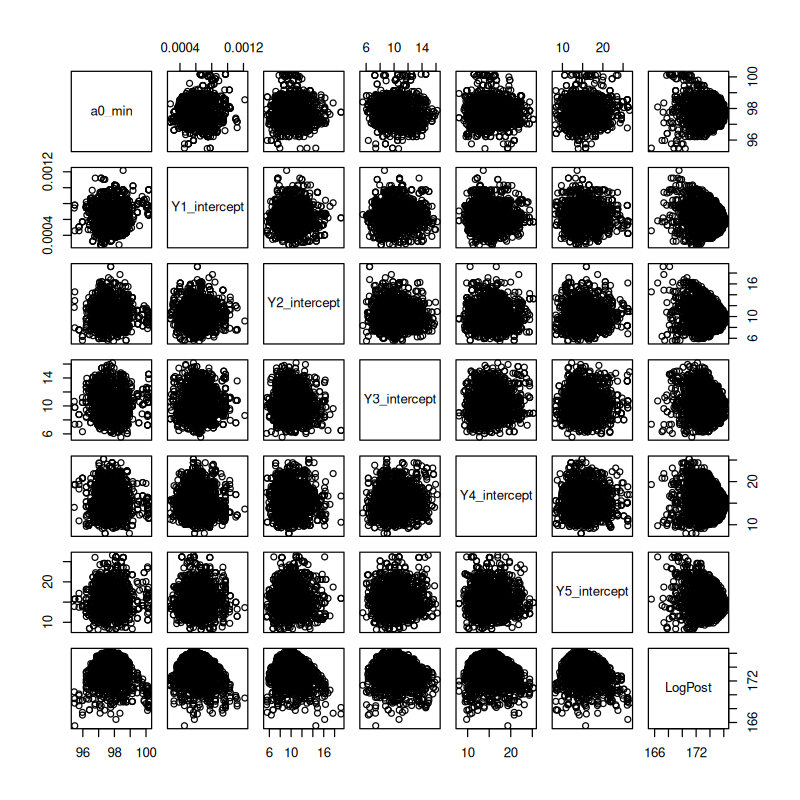 0.0004 0.0012 6 10 14 10 20
a0_min 96 98 100
0.0004 0.0012 Y1_intercept
Y2_intercept 6 10 16
6 10 14 Y3_intercept
Y4_intercept 10 20
10 20 Y5_intercept
LogPost 166 172
96 98 100 6 10 16 10 20 166 172